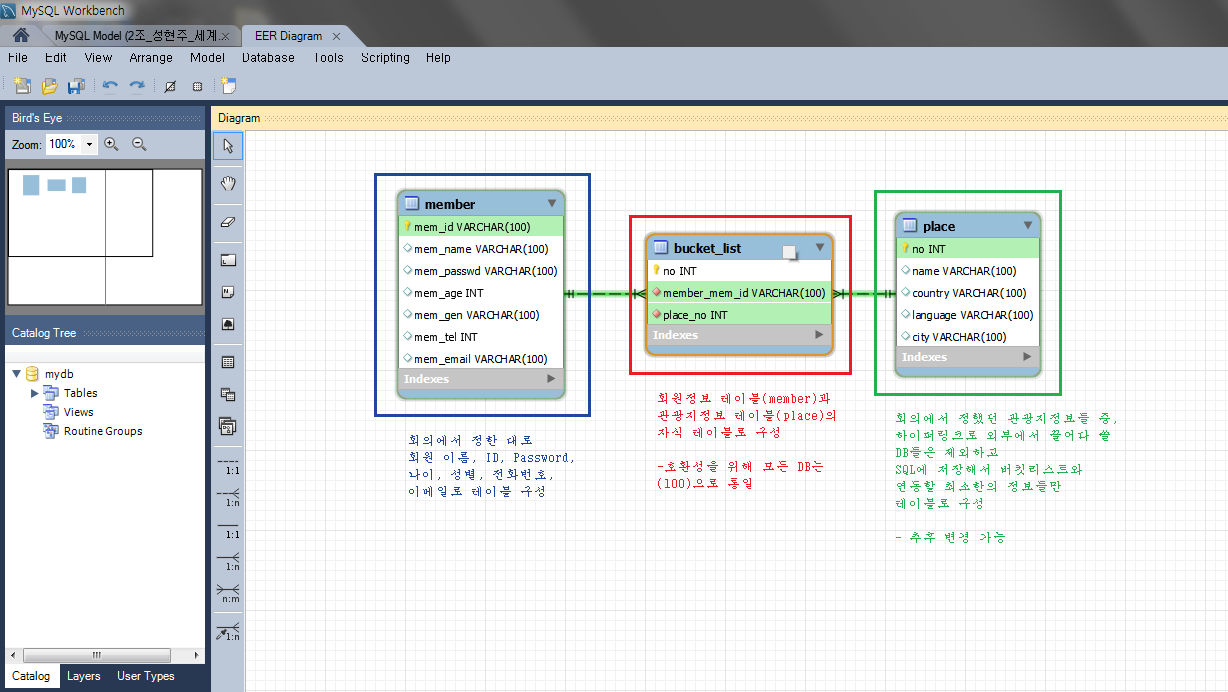 MySQL Workbench
MySQL Model (2조_성현주_세계.
EER Diagram
File Edit View Arrange Model Database Tools Scripting Help
Bird's Eye
Zoom: 100%
Catalog Tree
mydb
Tables
Views
Routine Groups
Catalog Layers User Types
Diagram
1:1
1:n
1:1
1:n
n:m
1:n
member
mem_id VARCHAR(100)
mem_name VARCHAR(100)
mem_passwd VARCHAR(100)
mem_age INT
mem_gen VARCHAR(100)
mem_tel INT
mem_email VARCHAR(100)
Indexes
회의에서 정한 대로
회원 이름, ID, Password,
나이, 성별, 전화번호,
이메일로 테이블 구성
bucket_list
no INT
member_mem_id VARCHAR(100)
place_no INT
Indexes
회원정보 테이블(member)과
관광지정보 테이블(place)의
자식 테이블로 구성
-호환성을 위해 모든 DB는
(100)으로 통일
place
no INT
name VARCHAR(100)
country VARCHAR(100)
language VARCHAR(100)
city VARCHAR(100)
Indexes
회의에서 정했던 관광지정보들 중,
하이퍼링크로 외부에서 끌어다 쓸
DB들은 제외하고
SQL에 저장해서 버킷리스트와
연동할 최소한의 정보들만
테이블로 구성
- 추후 변경 가능